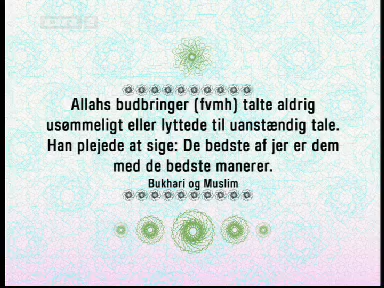 Allahs budbringer (fvmh) talte aldrig
usømmeligt eller lyttede til uanstændig tale.
Han plejede at sige: De bedste af jer er dem
med de bedste manerer.
Bukhari og Muslim